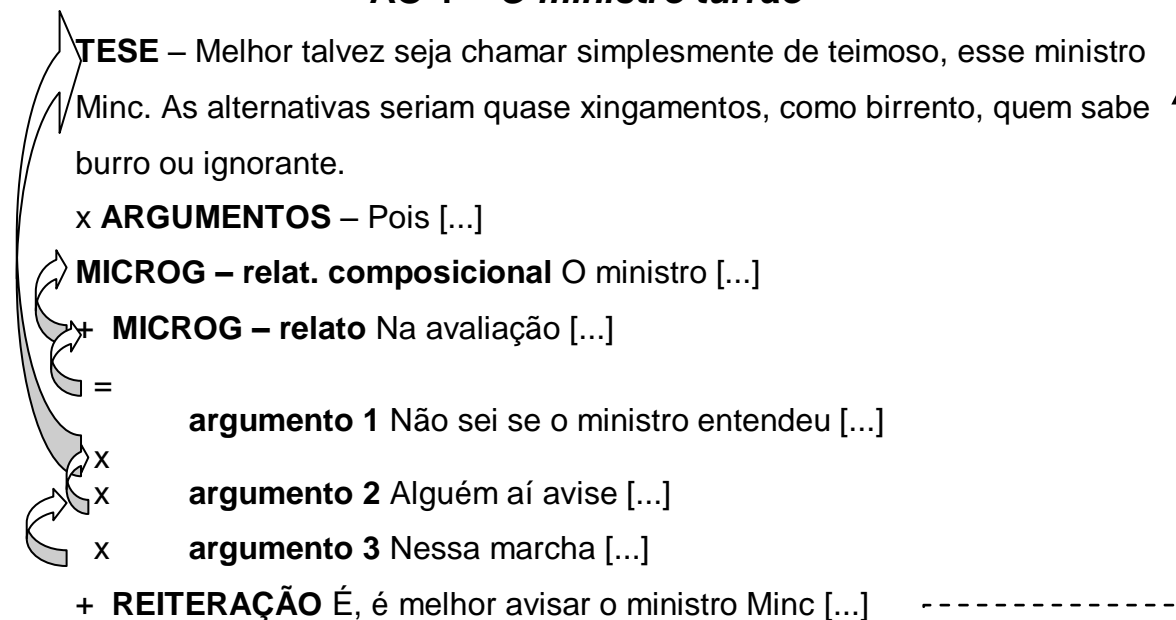 TESE – Melhor talvez seja chamar simplesmente de teimoso, esse ministro
Minc. As alternativas seriam quase xingamentos, como birrento, quem sabe
burro ou ignorante.
x ARGUMENTOS – Pois [...]
MICROG – relat. composicional O ministro [...]
+ MICROG – relato Na avaliação [...]
=
argumento 1 Não sei se o ministro entendeu [...]
x
x argumento 2 Alguém aí avise [...]
x argumento 3 Nessa marcha [...]
+ REITERAÇÃO É, é melhor avisar o ministro Minc [...]